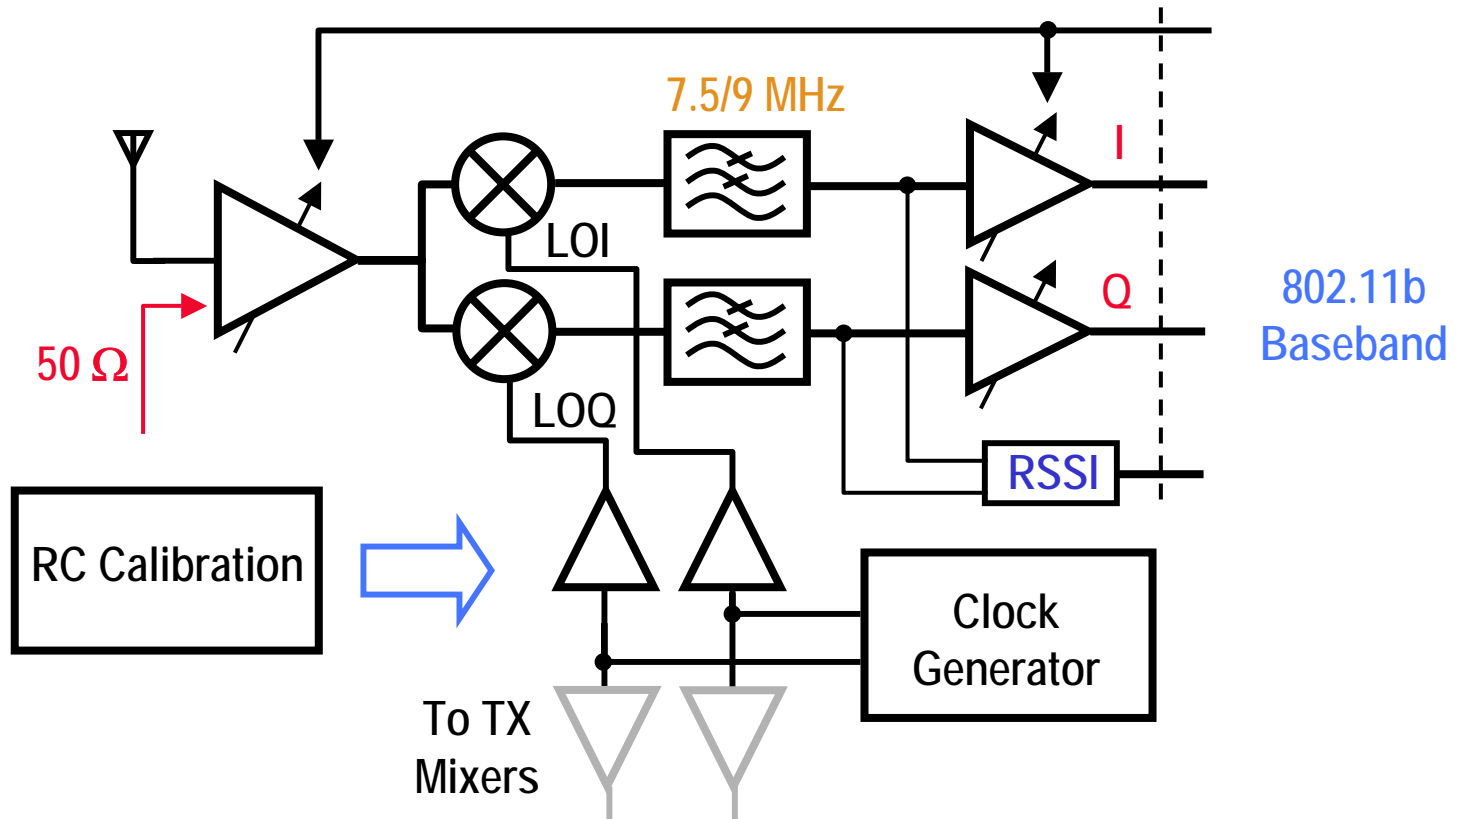 7.5/9 MHz
I
LOI
Q
802.11b
Baseband
50 Ω
LOQ
RSSI
RC Calibration
Clock
Generator
To TX
Mixers